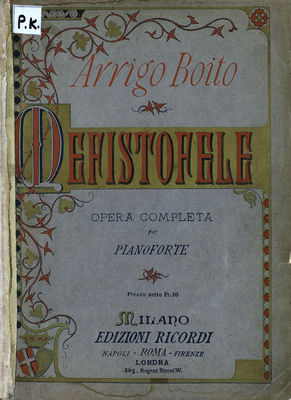 P.K.
Arrigo Boito
MEFISTOFELE
OPERA COMPLETA
per
PIANOFORTE
Prezzo netto Fr. 10
MILANO
EDIZIONI RICORDI
NAPOLI - ROMA - FIRENZE
LONDRA
265, Regent Street W.